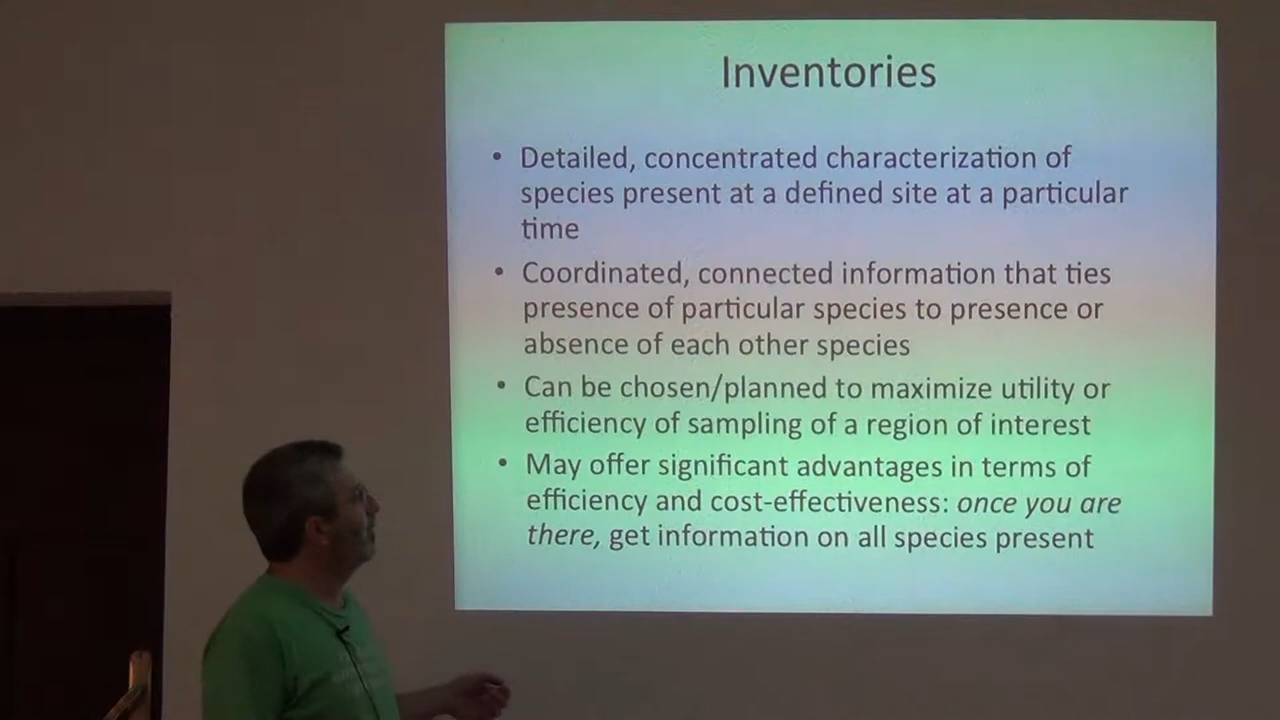 Inventories
• Detailed, concentrated characterization of
species present at a defined site at a particular
time
• Coordinated, connected information that ties
presence of particular species to presence or
absence of each other species
• Can be chosen/planned to maximize utility or
efficiency of sampling of a region of interest
• May offer significant advantages in terms of
efficiency and cost-effectiveness: once you are
there, get information on all species present